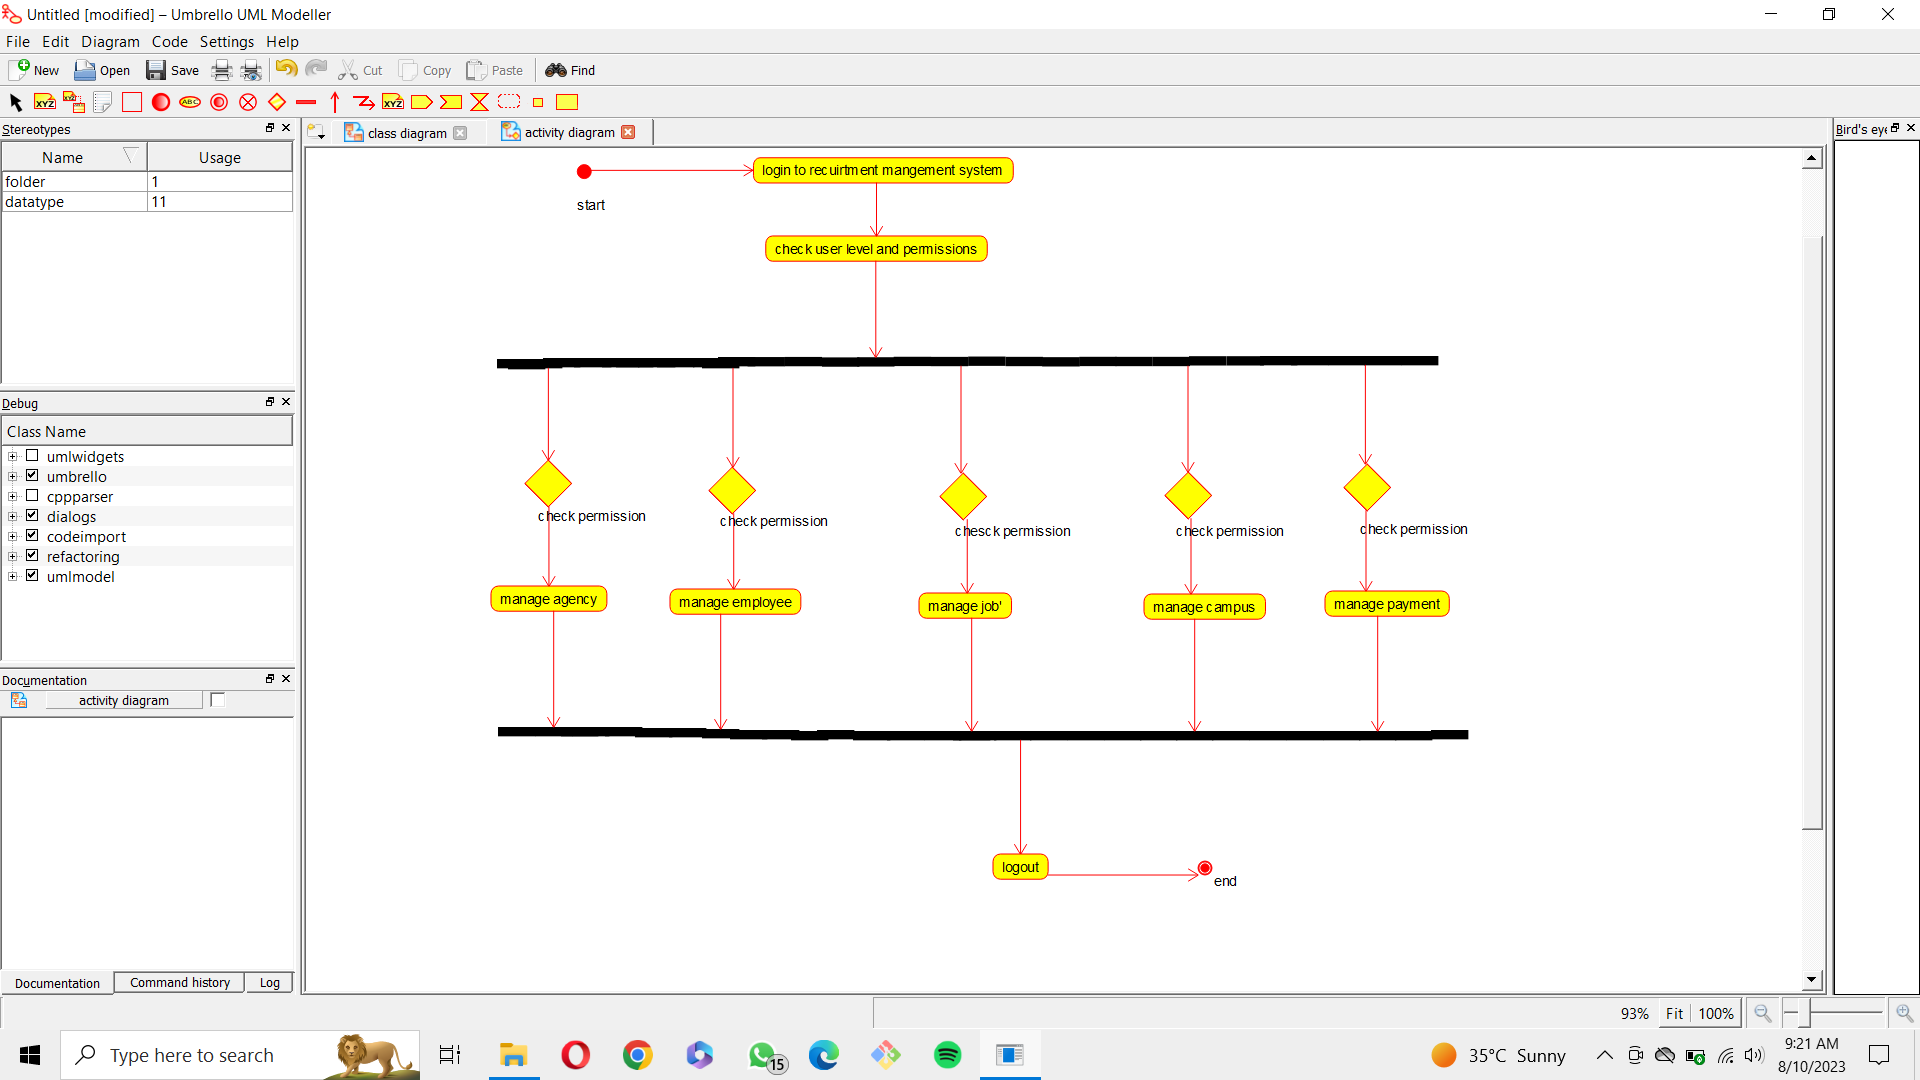 Untitled [modified] – Umbrello UML Modeller
File Edit Diagram Code Settings Help
New Open Save Cut Copy Paste Find
XYZ XYZ ABC XYZ
Stereotypes
Name Usage
folder 1
datatype 11
Debug
Class Name
umlwidgets
umbrello
cppparser
dialogs
codeimport
refactoring
umlmodel
Documentation
activity diagram
Documentation Command history Log
class diagram activity diagram
Bird's eye
login to recuirtment mangement system
start
check user level and permissions
check permission
check permission
chesck permission
check permission
check permission
manage agency
manage employee
manage job'
manage campus
manage payment
logout
end
93% Fit 100%
Type here to search
15
35°C Sunny
9:21 AM
8/10/2023